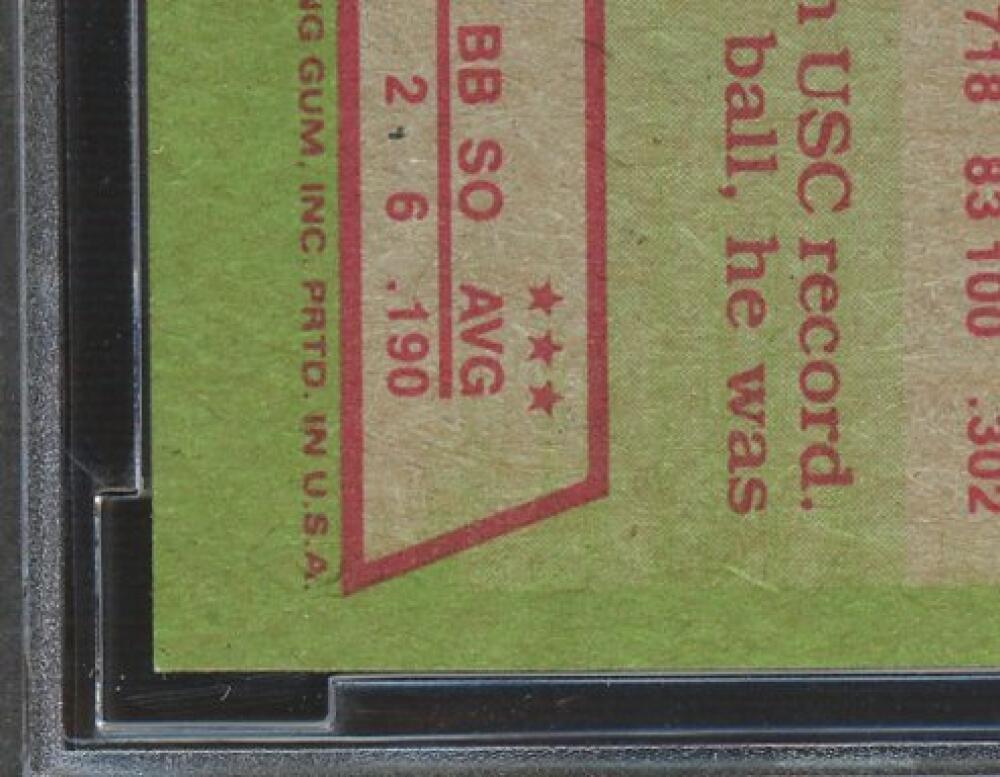 718 83 100 .302
USC record.
ball, he was
★★★
BB SO AVG
2 6 .190
NG GUM, INC. PRTD. IN U.S.A.